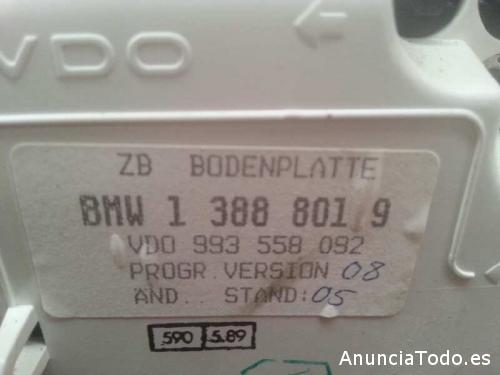 VDO
ZB BODENPLATTE
BMW 1 388 801 9
VDO 993 558 092
PROGR.VERSION 08
ÄND.. STAND:05
590 5.89
AnunciaTodo.es